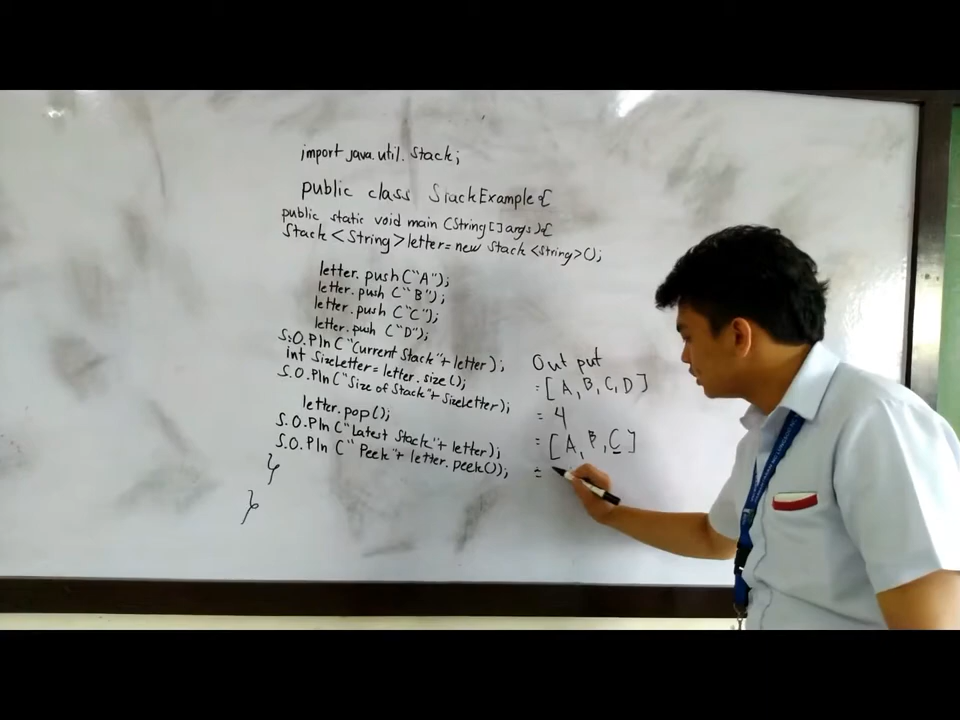 import java.util.Stack;
public class StackExample{
public static void main (String[]args){
Stack<String>letter=new Stack<String>();
letter.push("A");
letter.push("B");
letter.push("C");
letter.push("D");
S.O.Pln("Current Stack"+letter);
int SizeLetter=letter.size();
S.O.Pln("Size of Stack"+SizeLetter);
letter.pop();
S.O.Pln("Latest Stack"+letter);
S.O.Pln("Peek"+letter.peek());
}
}
Out put
=[A,B,C,D]
=4
=[A,B,C]
=